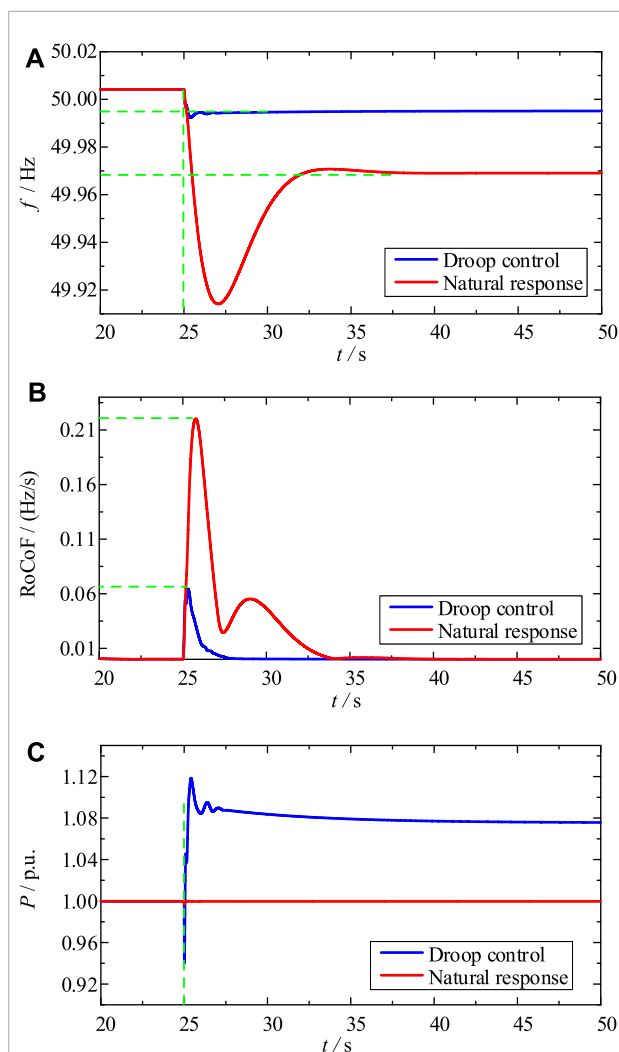 A
50.02
50.00
49.98
49.96
49.94
49.92
f / Hz
Droop control
Natural response
20 25 30 35 40 45 50
t / s
B
0.21
0.16
0.11
0.06
0.01
RoCoF / (Hz/s)
Droop control
Natural response
20 25 30 35 40 45 50
t / s
C
1.12
1.08
1.04
1.00
0.96
0.92
P / p.u.
Droop control
Natural response
20 25 30 35 40 45 50
t / s